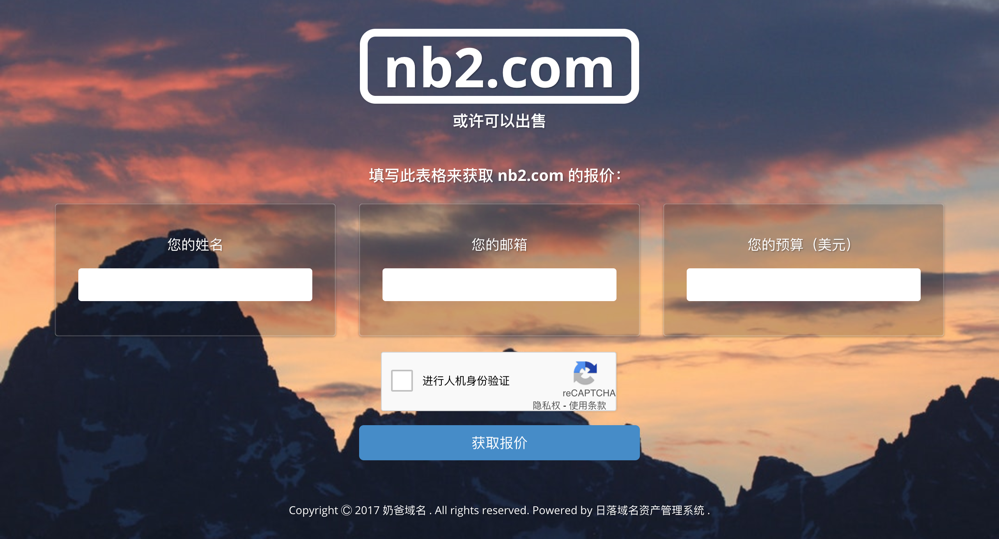 nb2.com
或许可以出售
填写此表格来获取 nb2.com 的报价：
您的姓名
您的邮箱
您的预算（美元）
进行人机身份验证
reCAPTCHA
隐私权 - 使用条款
获取报价
Copyright © 2017 奶爸域名 . All rights reserved. Powered by 日落域名资产管理系统 .